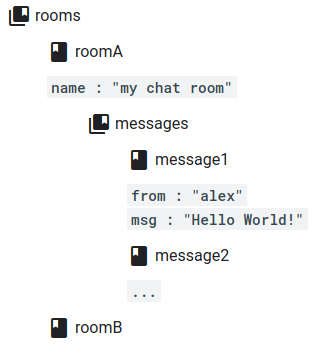 rooms
roomA
name : "my chat room"
messages
message1
from : "alex"
msg : "Hello World!"
message2
...
roomB